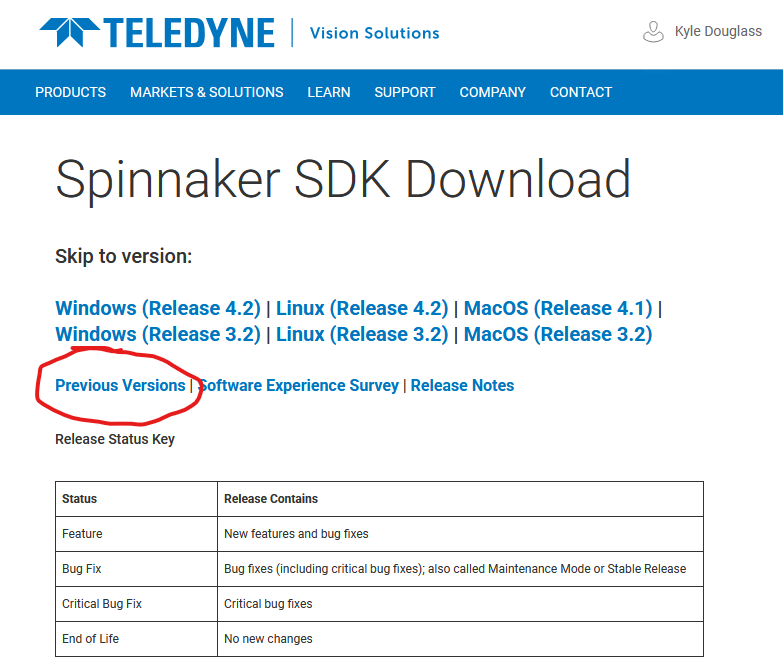 TELEDYNE | Vision Solutions
Kyle Douglass
PRODUCTS MARKETS & SOLUTIONS LEARN SUPPORT COMPANY CONTACT
Spinnaker SDK Download
Skip to version:
Windows (Release 4.2) | Linux (Release 4.2) | MacOS (Release 4.1) |
Windows (Release 3.2) | Linux (Release 3.2) | MacOS (Release 3.2)
Previous Versions | Software Experience Survey | Release Notes
Release Status Key
Status Release Contains
Feature New features and bug fixes
Bug Fix Bug fixes (including critical bug fixes); also called Maintenance Mode or Stable Release
Critical Bug Fix Critical bug fixes
End of Life No new changes